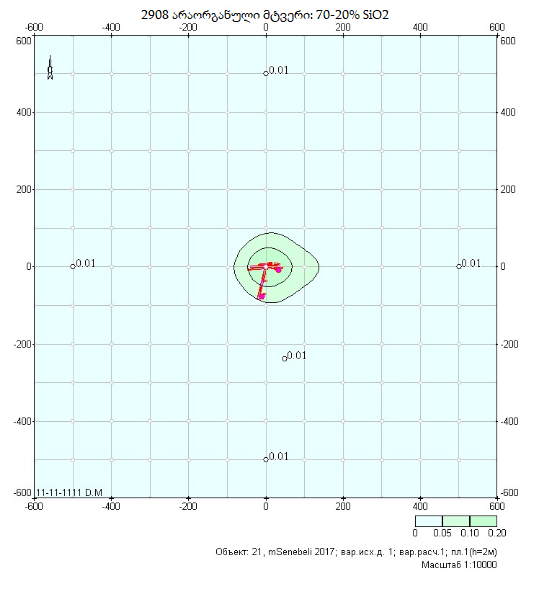 2908 არაორგანული მტვერი: 70-20% SiO2
-600 -400 -200 0 200 400 600
600 600
0.01
400 400
200 200
0 0.01 0.01 0
-200 -200
0.01
-400 -400
0.01
-600 11-11-1111 D.M -600
-600 -400 -200 0 200 400 600
0 0.05 0.10 0.20
Объект: 21, mSenebeli 2017; вар.исх.д. 1; вар.расч.1; пл.1(h=2м)
Масштаб 1:10000